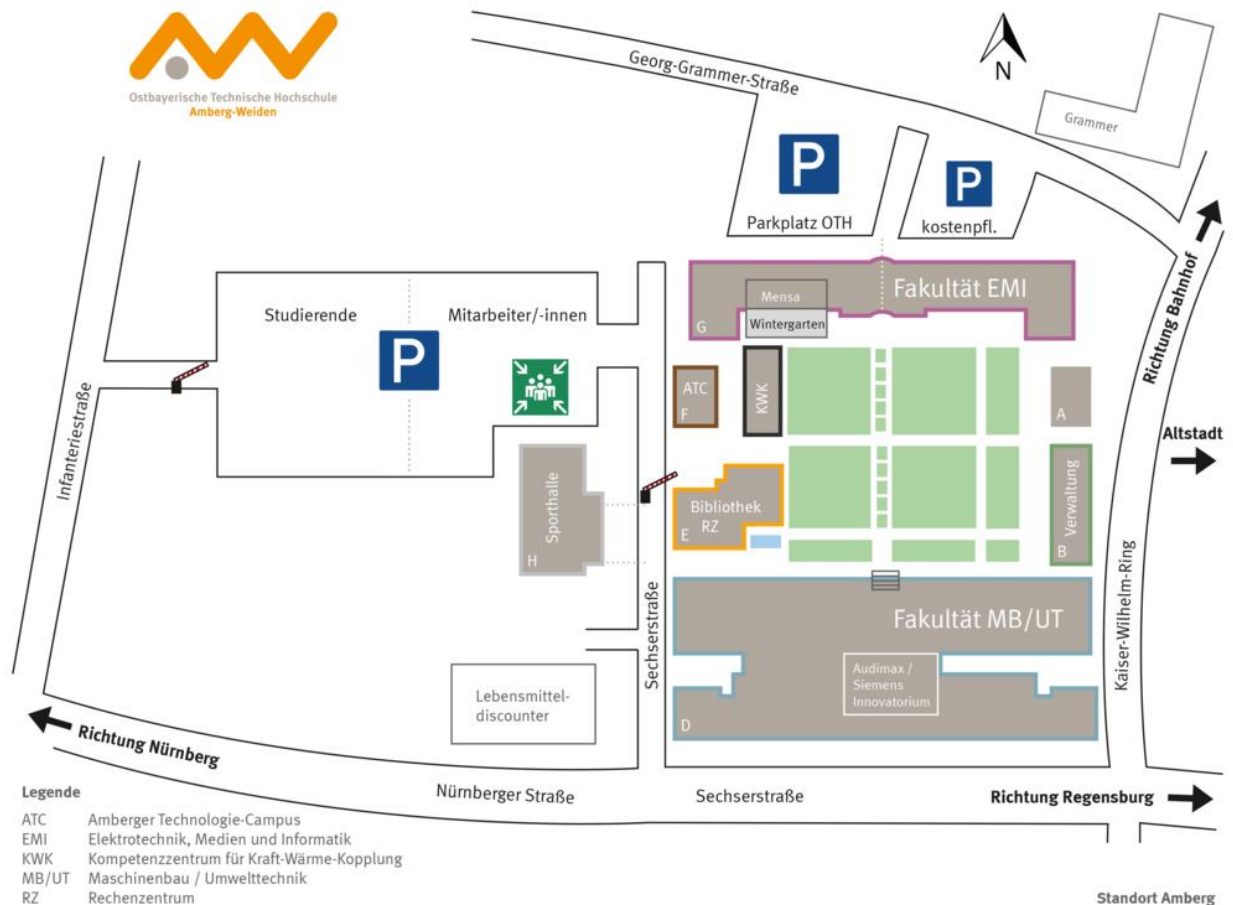 Ostbayerische Technische Hochschule
Amberg-Weiden
Georg-Grammer-Straße
N
Grammer
P
Parkplatz OTH
P
kostenpfl.
Richtung Bahnhof
Studierende
Mitarbeiter/-innen
P
Mensa
Wintergarten
Fakultät EMI
G
Infanteriestraße
ATC
F
KWK
A
Altstadt
Sporthalle
H
Bibliothek
RZ
E
Verwaltung
B
Sechserstraße
Fakultät MB/UT
Audimax /
Siemens
Innovatorium
D
Kaiser-Wilhelm-Ring
Lebensmittel-
discounter
Richtung Nürnberg
Nürnberger Straße
Sechserstraße
Richtung Regensburg
Legende
ATC Amberger Technologie-Campus
EMI Elektrotechnik, Medien und Informatik
KWK Kompetenzzentrum für Kraft-Wärme-Kopplung
MB/UT Maschinenbau / Umwelttechnik
RZ Rechenzentrum
Standort Amberg